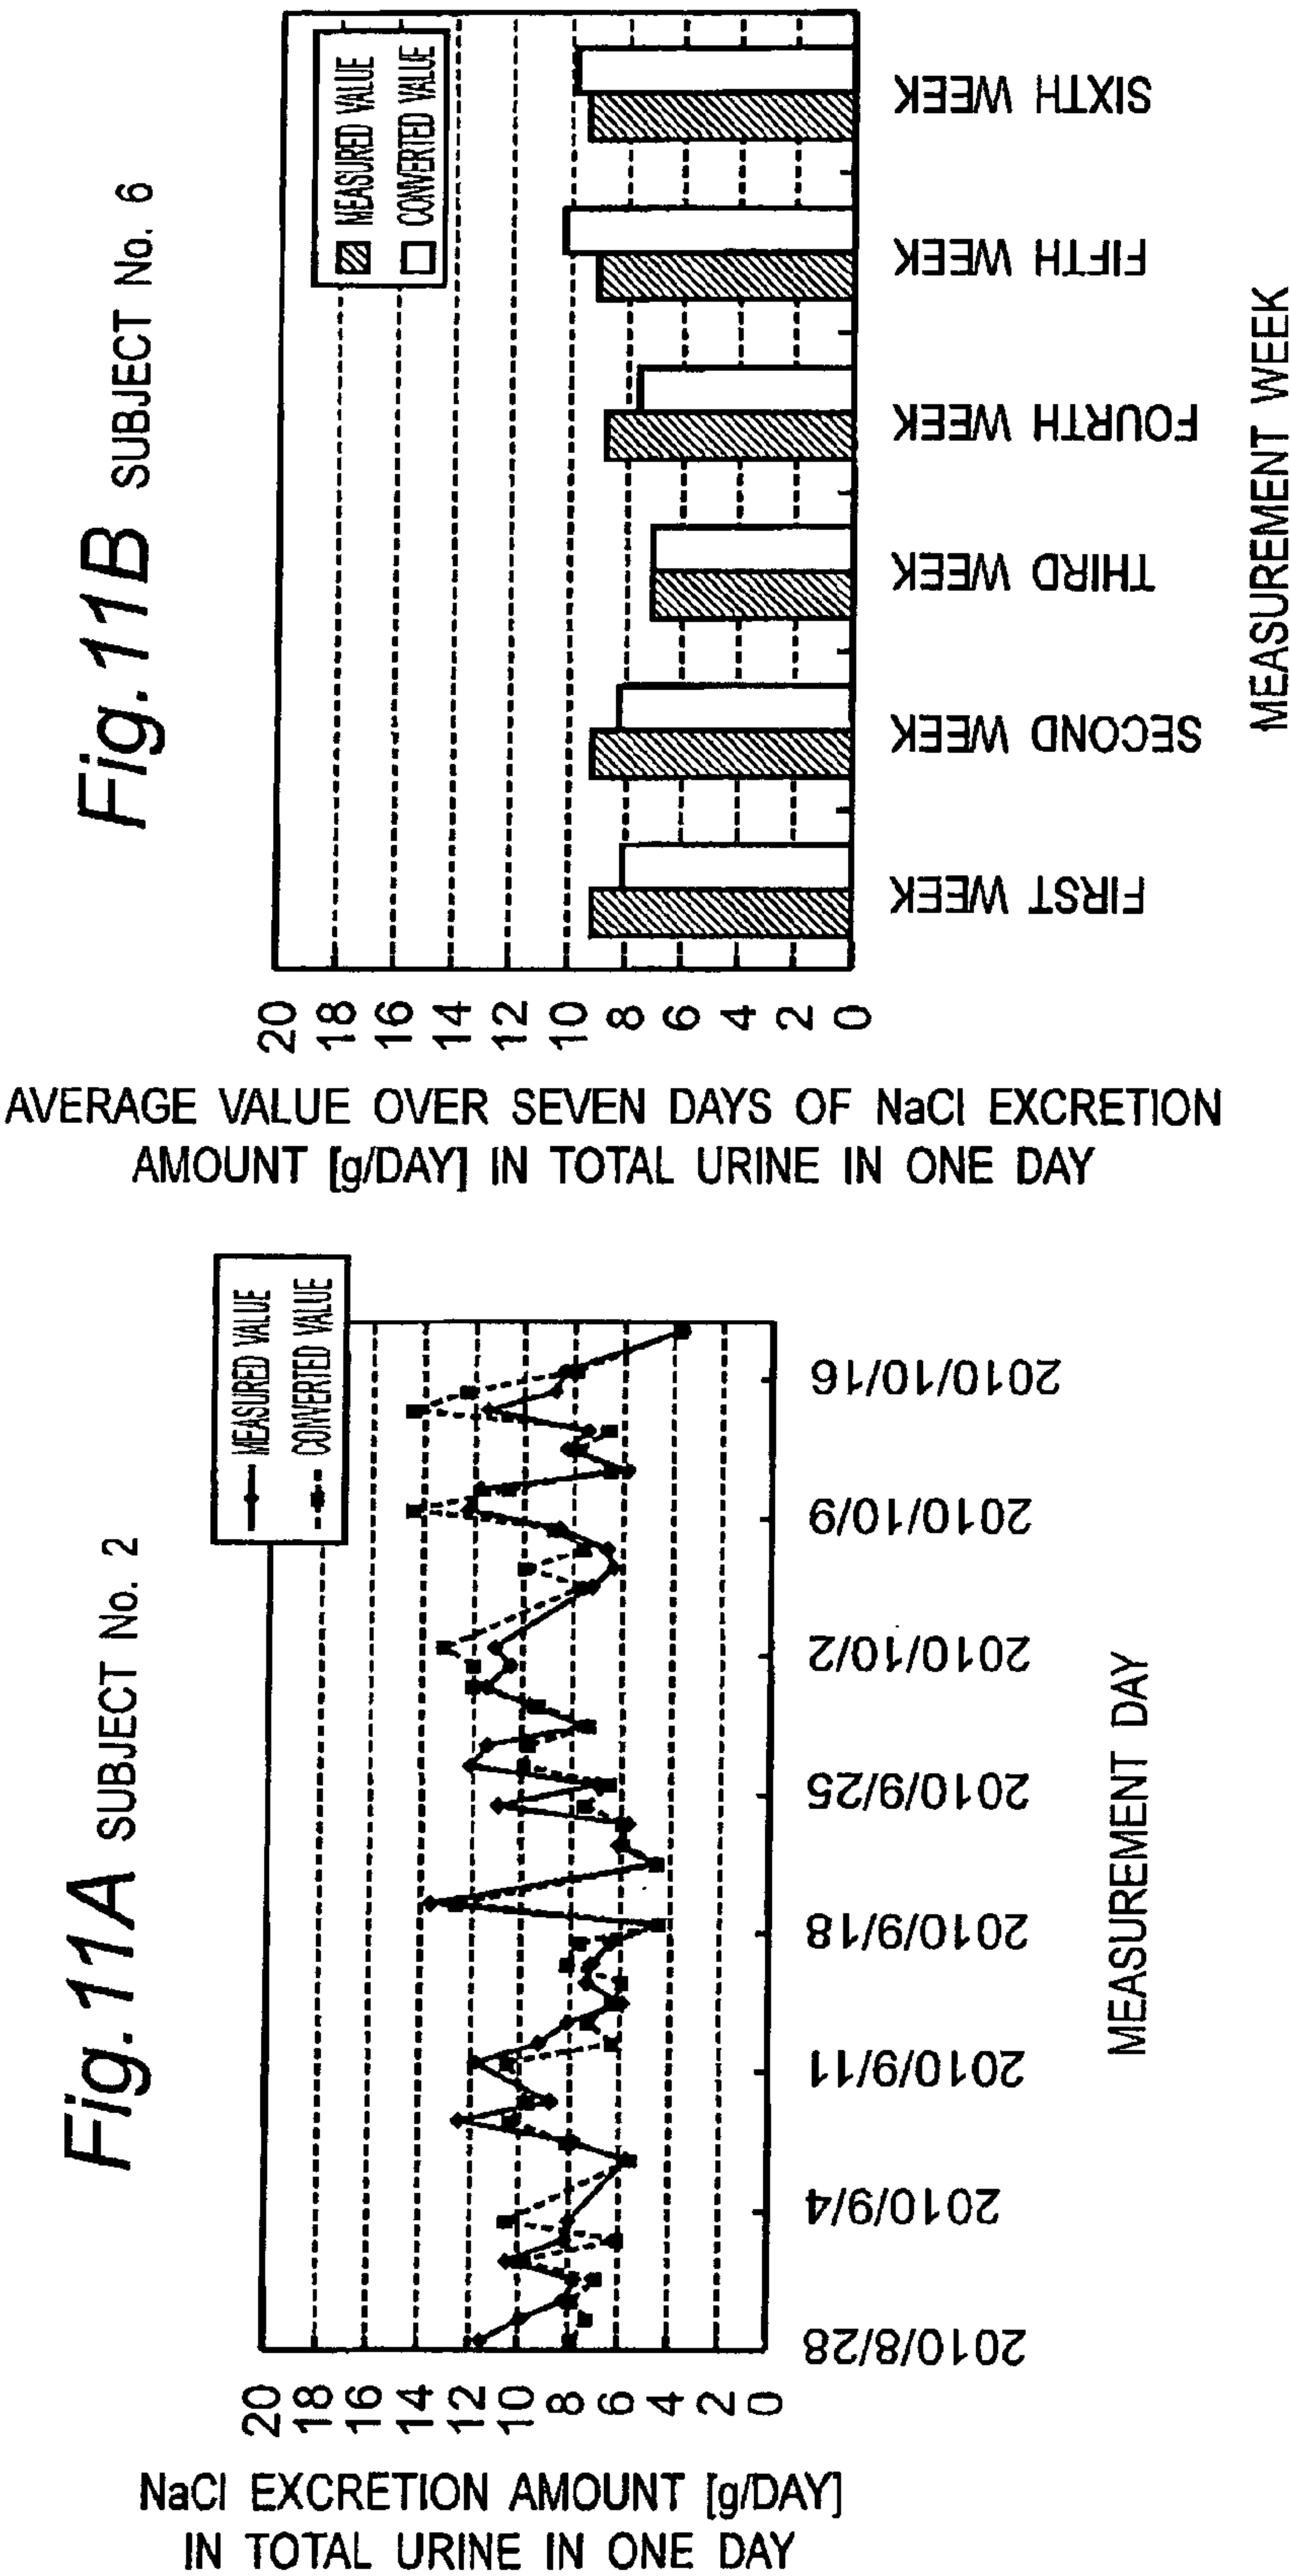 Fig.11A SUBJECT No. 2
NaCl EXCRETION AMOUNT [g/DAY]
IN TOTAL URINE IN ONE DAY
20
18
16
14
12
10
8
6
4
2
0
MEASURED VALUE
CONVERTED VALUE
2010/8/28
2010/9/4
2010/9/11
2010/9/18
2010/9/25
2010/10/2
2010/10/9
2010/10/16
MEASUREMENT DAY
Fig.11B SUBJECT No. 6
AVERAGE VALUE OVER SEVEN DAYS OF NaCl EXCRETION
AMOUNT [g/DAY] IN TOTAL URINE IN ONE DAY
20
18
16
14
12
10
8
6
4
2
0
MEASURED VALUE
CONVERTED VALUE
FIRST WEEK
SECOND WEEK
THIRD WEEK
FOURTH WEEK
FIFTH WEEK
SIXTH WEEK
MEASUREMENT WEEK